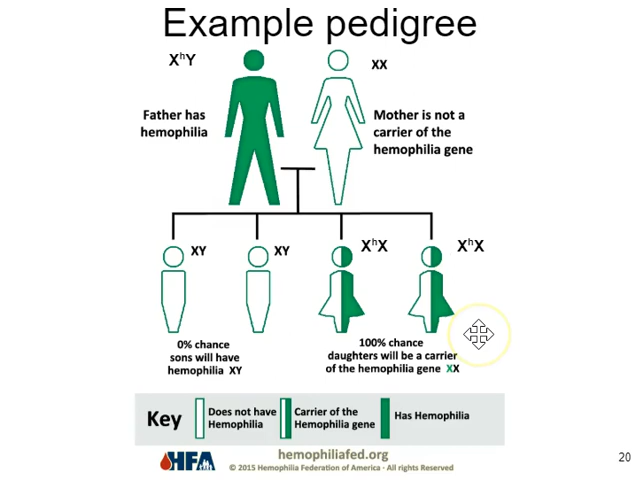 Example pedigree
XʰY
XX
Father has
hemophilia
Mother is not a
carrier of the
hemophilia gene
XY
XY
XʰX
XʰX
0% chance
sons will have
hemophilia XY
100% chance
daughters will be a carrier
of the hemophilia gene XX
Key
Does not have
Hemophilia
Carrier of the
Hemophilia gene
Has Hemophilia
HFA
hemophiliafed.org
© 2015 Hemophilia Federation of America - All rights Reserved
20